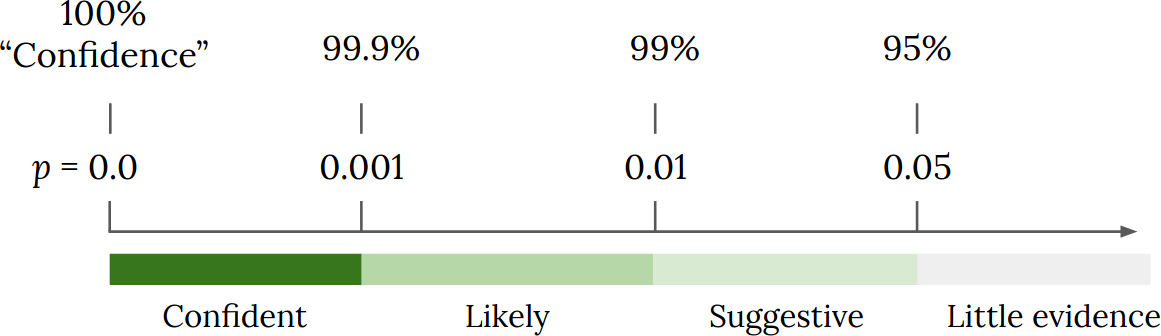 100%
“Confidence” 99.9% 99% 95%
p = 0.0 0.001 0.01 0.05
Confident Likely Suggestive Little evidence